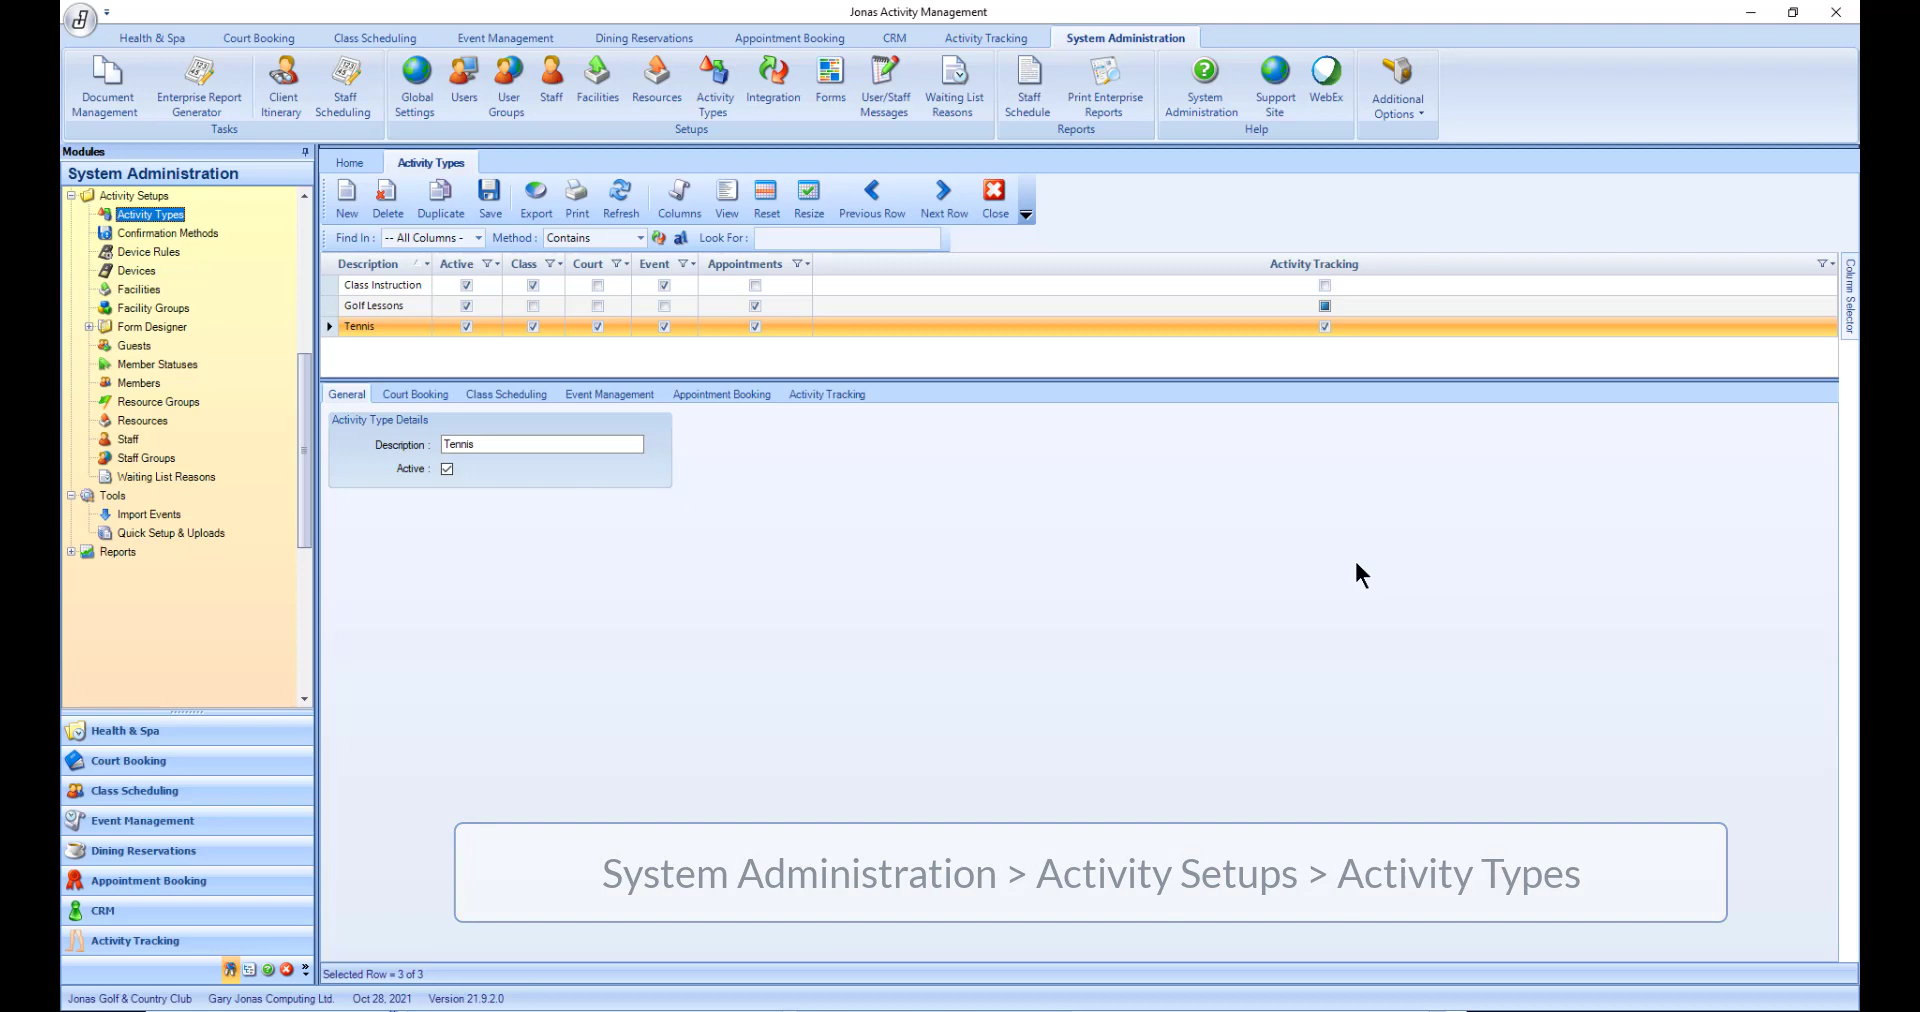 Jonas Activity Management
Health & Spa Court Booking Class Scheduling Event Management Dining Reservations Appointment Booking CRM Activity Tracking System Administration
Document Management
Enterprise Report Generator
Client Itinerary
Staff Scheduling
Tasks
Global Settings
Users
User Groups
Staff
Facilities
Resources
Activity Types
Integration
Forms
User/Staff Messages
Waiting List Reasons
Setups
Staff Schedule
Print Enterprise Reports
Reports
System Administration
Support Site
WebEx
Help
Additional Options
Modules
System Administration
Activity Setups
Activity Types
Confirmation Methods
Device Rules
Devices
Facilities
Facility Groups
Form Designer
Guests
Member Statuses
Members
Resource Groups
Resources
Staff
Staff Groups
Waiting List Reasons
Tools
Import Events
Quick Setup & Uploads
Reports
Health & Spa
Court Booking
Class Scheduling
Event Management
Dining Reservations
Appointment Booking
CRM
Activity Tracking
Home Activity Types
New Delete Duplicate Save Export Print Refresh Columns View Reset Resize Previous Row Next Row Close
Find In : -- All Columns - Method : Contains Look For :
Description Active Class Court Event Appointments Activity Tracking
Class Instruction
Golf Lessons
Tennis
Column Selector
General Court Booking Class Scheduling Event Management Appointment Booking Activity Tracking
Activity Type Details
Description : Tennis
Active :
System Administration > Activity Setups > Activity Types
Selected Row = 3 of 3
Jonas Golf & Country Club Gary Jonas Computing Ltd. Oct 28, 2021 Version 21.9.2.0